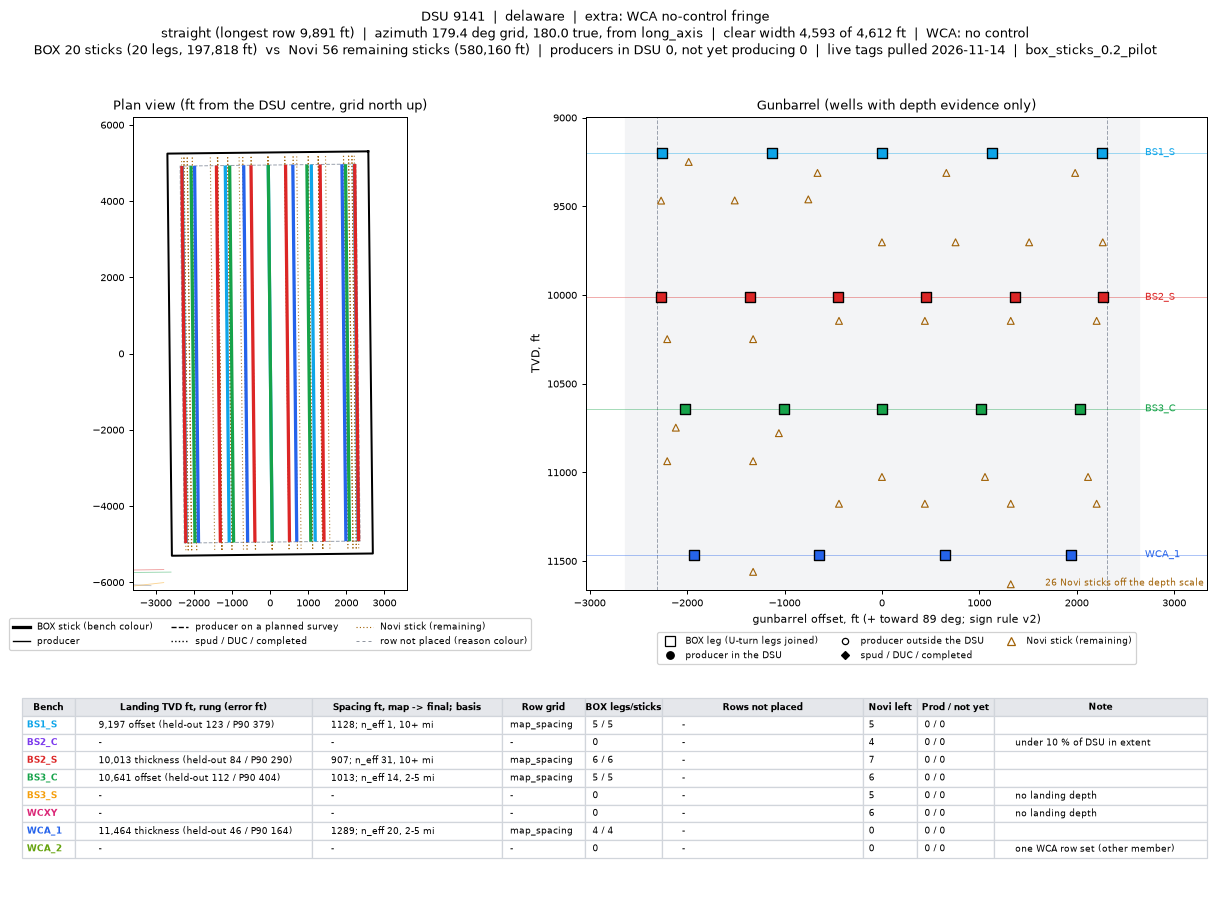 DSU 9141 | delaware | extra: WCA no-control fringe
straight (longest row 9,891 ft) | azimuth 179.4 deg grid, 180.0 true, from long_axis | clear width 4,593 of 4,612 ft | WCA: no control
BOX 20 sticks (20 legs, 197,818 ft) vs Novi 56 remaining sticks (580,160 ft) | producers in DSU 0, not yet producing 0 | live tags pulled 2026-11-14 | box_sticks_0.2_pilot
Plan view (ft from the DSU centre, grid north up)
6000
4000
2000
0
−2000
−4000
−6000
−3000 −2000 −1000 0 1000 2000 3000
BOX stick (bench colour)
producer
producer on a planned survey
spud / DUC / completed
Novi stick (remaining)
row not placed (reason colour)
Gunbarrel (wells with depth evidence only)
TVD, ft
9000
9500
10000
10500
11000
11500
BS1_S
BS2_S
BS3_C
WCA_1
26 Novi sticks off the depth scale
−3000 −2000 −1000 0 1000 2000 3000
gunbarrel offset, ft (+ toward 89 deg; sign rule v2)
BOX leg (U-turn legs joined)
producer in the DSU
producer outside the DSU
spud / DUC / completed
Novi stick (remaining)
Bench Landing TVD ft, rung (error ft) Spacing ft, map -> final; basis Row grid BOX legs/sticks Rows not placed Novi left Prod / not yet Note
BS1_S 9,197 offset (held-out 123 / P90 379) 1128; n_eff 1, 10+ mi map_spacing 5 / 5 - 5 0 / 0
BS2_C - - - 0 - 4 0 / 0 under 10 % of DSU in extent
BS2_S 10,013 thickness (held-out 84 / P90 290) 907; n_eff 31, 10+ mi map_spacing 6 / 6 - 7 0 / 0
BS3_C 10,641 offset (held-out 112 / P90 404) 1013; n_eff 14, 2-5 mi map_spacing 5 / 5 - 6 0 / 0
BS3_S - - - 0 - 5 0 / 0 no landing depth
WCXY - - - 0 - 6 0 / 0 no landing depth
WCA_1 11,464 thickness (held-out 46 / P90 164) 1289; n_eff 20, 2-5 mi map_spacing 4 / 4 - 0 0 / 0
WCA_2 - - - 0 - 0 0 / 0 one WCA row set (other member)